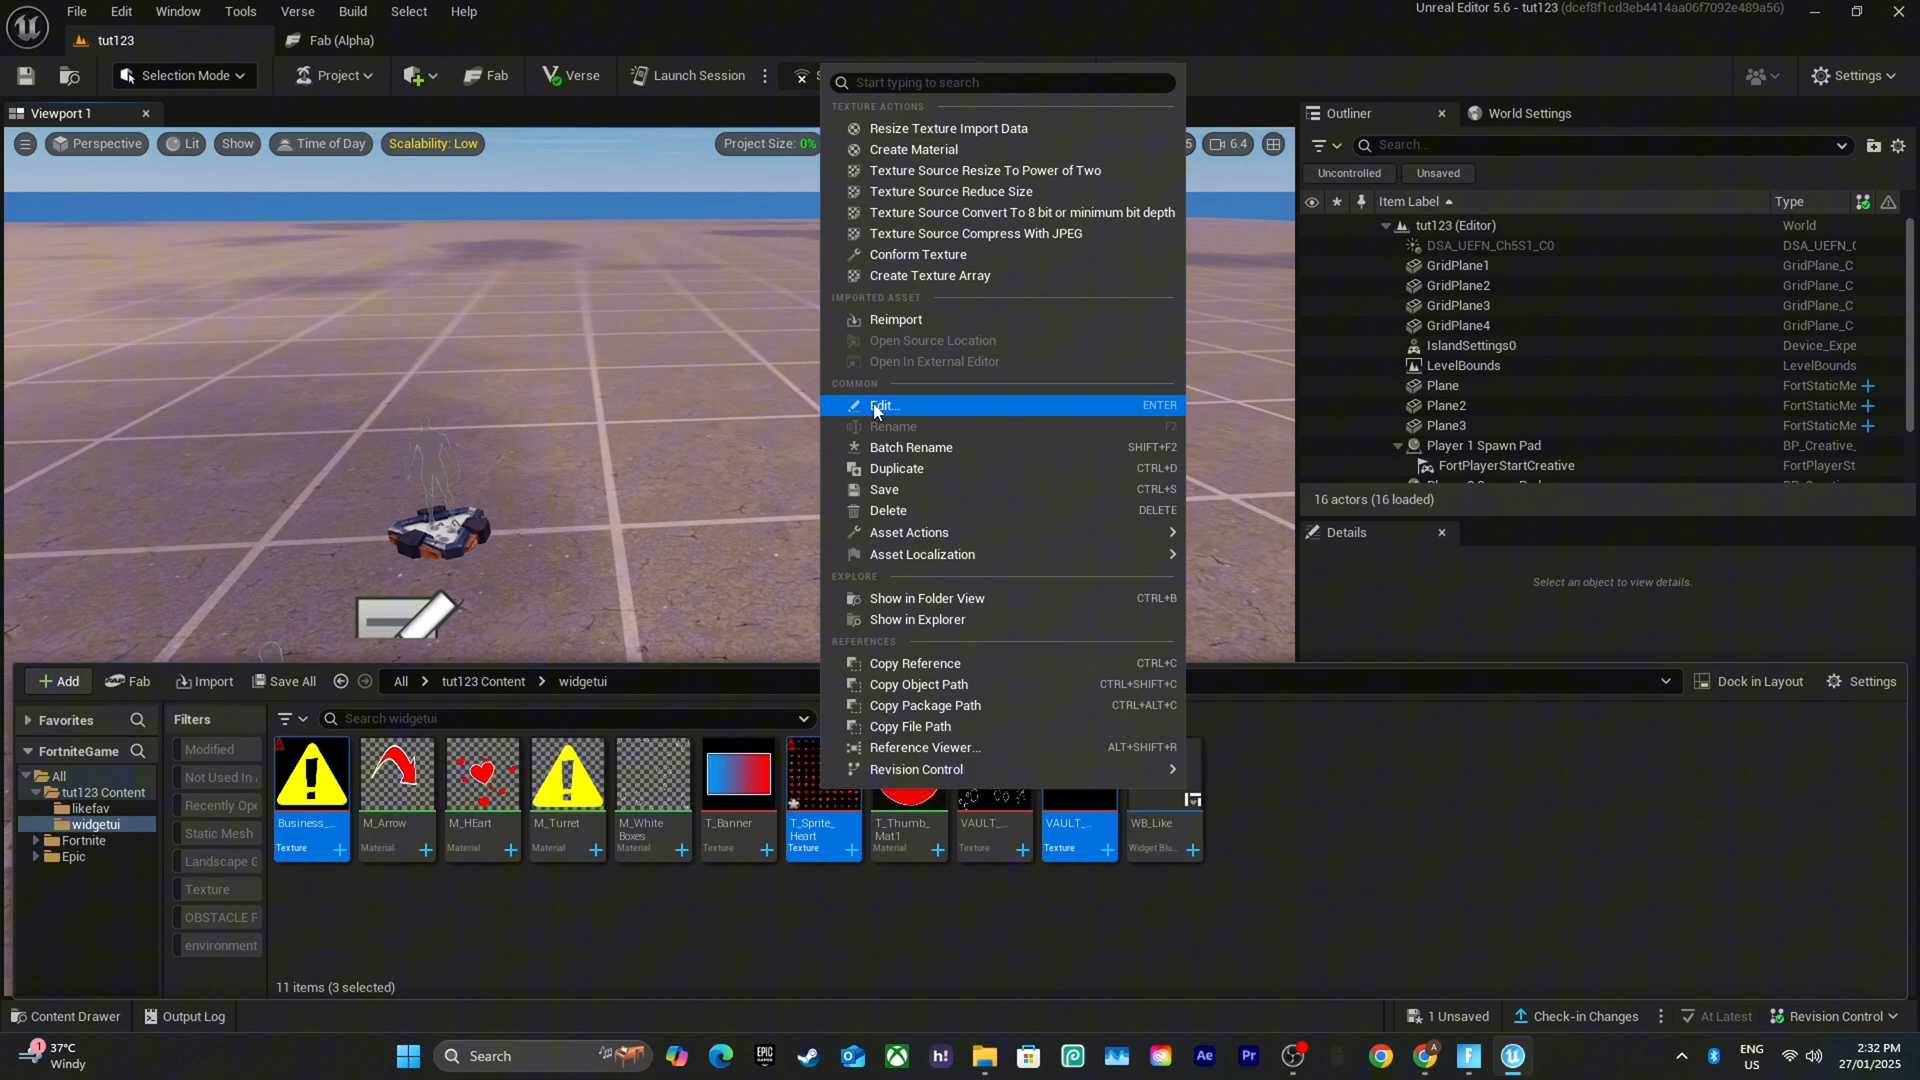 File Edit Window Tools Verse Build Select Help
Unreal Editor 5.6 - tut123 (dcef8f1cd3eb4414aa06f7092e489a56)
tut123
Fab (Alpha)
Selection Mode
Project
Fab
Verse
Launch Session
Settings
Viewport 1
Perspective
Lit
Show
Time of Day
Scalability: Low
Project Size: 0%
5
6.4
Start typing to search
TEXTURE ACTIONS
Resize Texture Import Data
Create Material
Texture Source Resize To Power of Two
Texture Source Reduce Size
Texture Source Convert To 8 bit or minimum bit depth
Texture Source Compress With JPEG
Conform Texture
Create Texture Array
IMPORTED ASSET
Reimport
Open Source Location
Open In External Editor
COMMON
Edit... ENTER
Rename F2
Batch Rename SHIFT+F2
Duplicate CTRL+D
Save CTRL+S
Delete DELETE
Asset Actions
Asset Localization
EXPLORE
Show in Folder View CTRL+B
Show in Explorer
REFERENCES
Copy Reference CTRL+C
Copy Object Path CTRL+SHIFT+C
Copy Package Path CTRL+ALT+C
Copy File Path
Reference Viewer... ALT+SHIFT+R
Revision Control
Outliner
World Settings
Search...
Uncontrolled
Unsaved
Item Label Type
tut123 (Editor) World
DSA_UEFN_Ch5S1_C0 DSA_UEFN_(
GridPlane1 GridPlane_C
GridPlane2 GridPlane_C
GridPlane3 GridPlane_C
GridPlane4 GridPlane_C
IslandSettings0 Device_Expe
LevelBounds LevelBounds
Plane FortStaticMe
Plane2 FortStaticMe
Plane3 FortStaticMe
Player 1 Spawn Pad BP_Creative_
FortPlayerStartCreative FortPlayerSt
16 actors (16 loaded)
Details
Select an object to view details.
Add
Fab
Import
Save All
All
tut123 Content
widgetui
Dock in Layout
Settings
Favorites
Filters
Search widgetui
FortniteGame
All
tut123 Content
likefav
widgetui
Fortnite
Epic
Modified
Not Used In
Recently Ope
Static Mesh
Landscape G
Texture
OBSTACLE F
environment
Business_...
Texture
M_Arrow
Material
M_HEart
Material
M_Turret
Material
M_White
Boxes
Material
T_Banner
Texture
T_Sprite_
Heart
Texture
T_Thumb_
Mat1
Material
VAULT_...
Texture
VAULT_...
Texture
WB_Like
Widget Blu...
11 items (3 selected)
Content Drawer
Output Log
1 Unsaved
Check-in Changes
At Latest
Revision Control
1
37°C
Windy
Search
EPIC
GAMES
h!
Ae
Pr
A
ENG
US
2:32 PM
27/01/2025